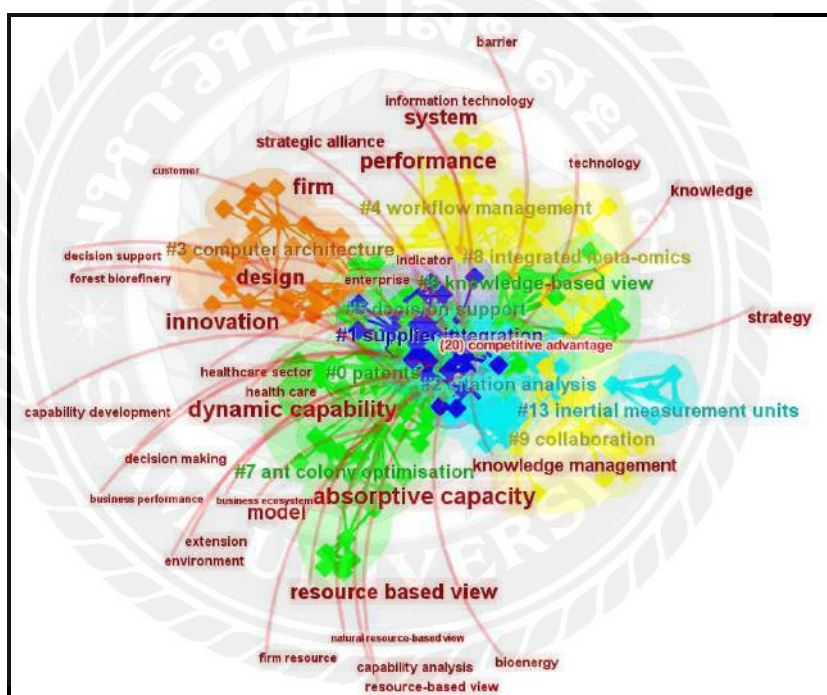 barrier
information technology
system
strategic alliance
performance
technology
customer
firm
knowledge
#4 workflow management
decision support
#3 computer architecture
indicator
#8 integrated meta-omics
forest biorefinery
design
enterprise
knowledge-based view
decision support
innovation
#1 supplier integration
strategy
(20) competitive advantage
healthcare sector
#0 patents
#2 citation analysis
health care
capability development
dynamic capability
#13 inertial measurement units
#9 collaboration
decision making
#7 ant colony optimisation
knowledge management
business performance
business ecosystem
absorptive capacity
model
extension
environment
resource based view
natural resource-based view
firm resource
capability analysis
bioenergy
resource-based view